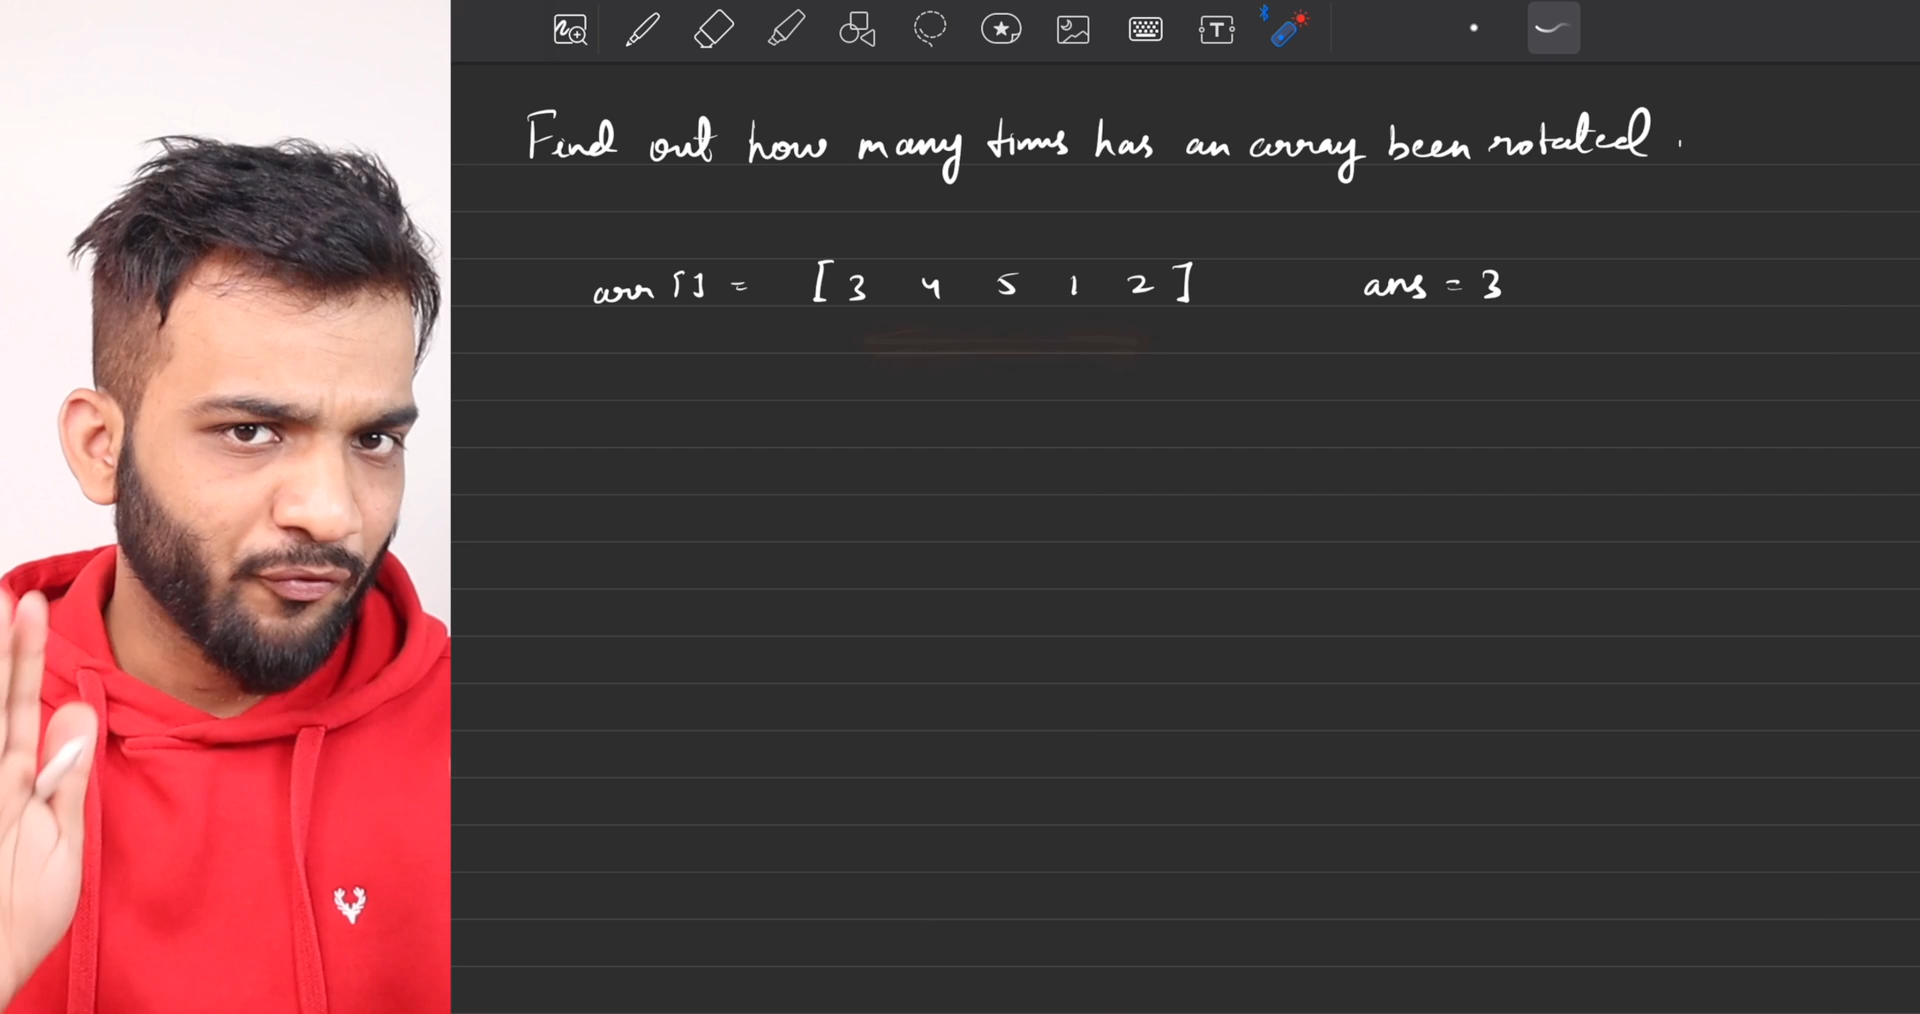 Find out how many times has an array been rotated.
arr[] = [3 4 5 1 2] ans = 3